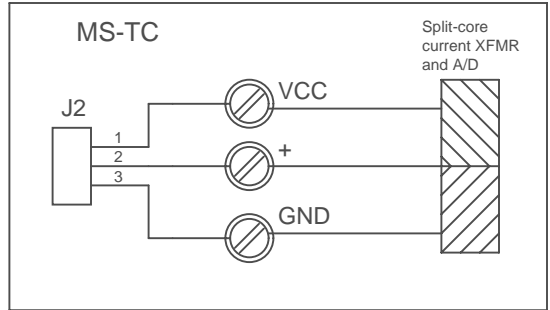 MS-TC
Split-core
current XFMR
and A/D
VCC
J2
1
2
+
3
GND